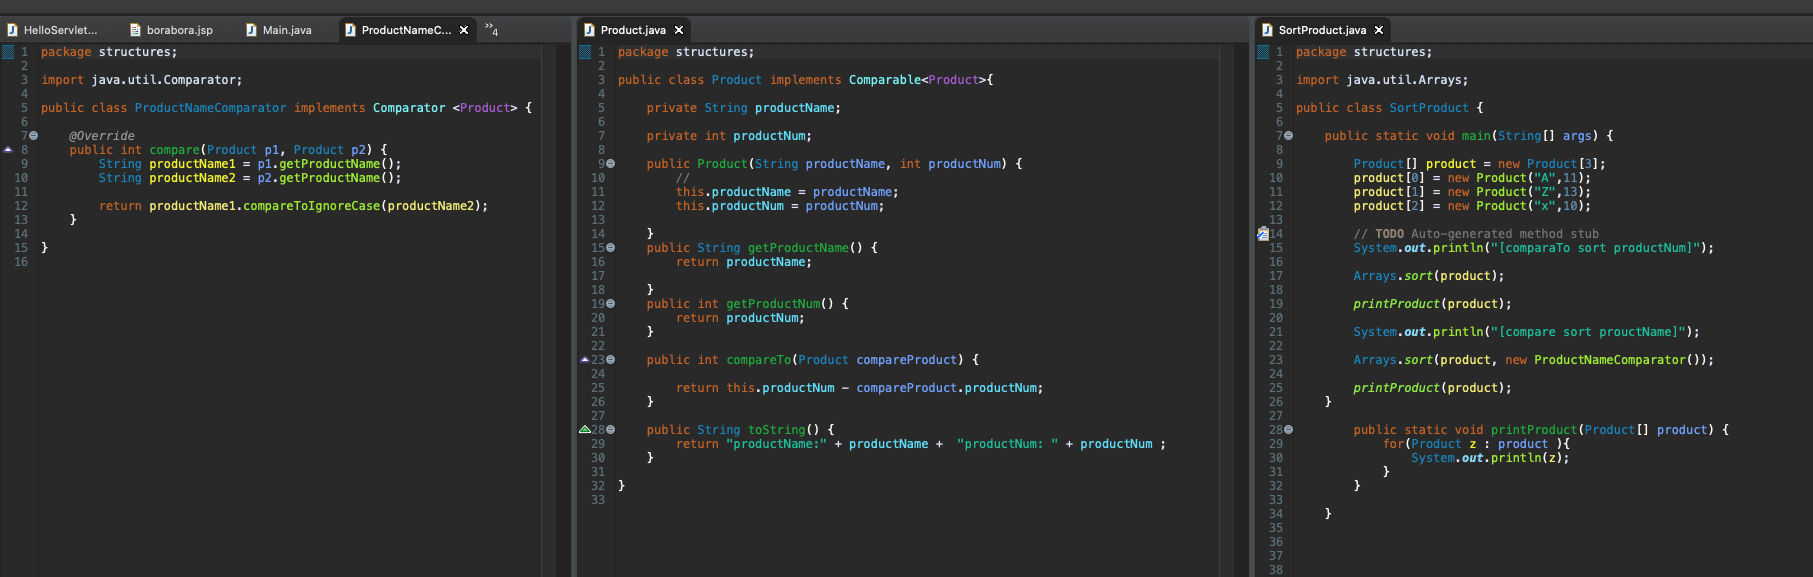 HelloServlet...
borabora.jsp
Main.java
ProductNameC...
4
1 package structures;
2
3 import java.util.Comparator;
4
5 public class ProductNameComparator implements Comparator <Product> {
6
7 @Override
8 public int compare(Product p1, Product p2) {
9 String productName1 = p1.getProductName();
10 String productName2 = p2.getProductName();
11
12 return productName1.compareToIgnoreCase(productName2);
13 }
14
15 }
16
Product.java
1 package structures;
2
3 public class Product implements Comparable<Product>{
4
5 private String productName;
6
7 private int productNum;
8
9 public Product(String productName, int productNum) {
10 //
11 this.productName = productName;
12 this.productNum = productNum;
13
14 }
15 public String getProductName() {
16 return productName;
17
18 }
19 public int getProductNum() {
20 return productNum;
21 }
22
23 public int compareTo(Product compareProduct) {
24
25 return this.productNum - compareProduct.productNum;
26 }
27
28 public String toString() {
29 return "productName:" + productName + "productNum: " + productNum ;
30 }
31
32 }
33
SortProduct.java
1 package structures;
2
3 import java.util.Arrays;
4
5 public class SortProduct {
6
7 public static void main(String[] args) {
8
9 Product[] product = new Product[3];
10 product[0] = new Product("A",11);
11 product[1] = new Product("Z",13);
12 product[2] = new Product("x",10);
13
14 // TODO Auto-generated method stub
15 System.out.println("[comparaTo sort productNum]");
16
17 Arrays.sort(product);
18
19 printProduct(product);
20
21 System.out.println("[compare sort prouctName]");
22
23 Arrays.sort(product, new ProductNameComparator());
24
25 printProduct(product);
26 }
27
28 public static void printProduct(Product[] product) {
29 for(Product z : product ){
30 System.out.println(z);
31 }
32 }
33
34 }
35
36
37
38